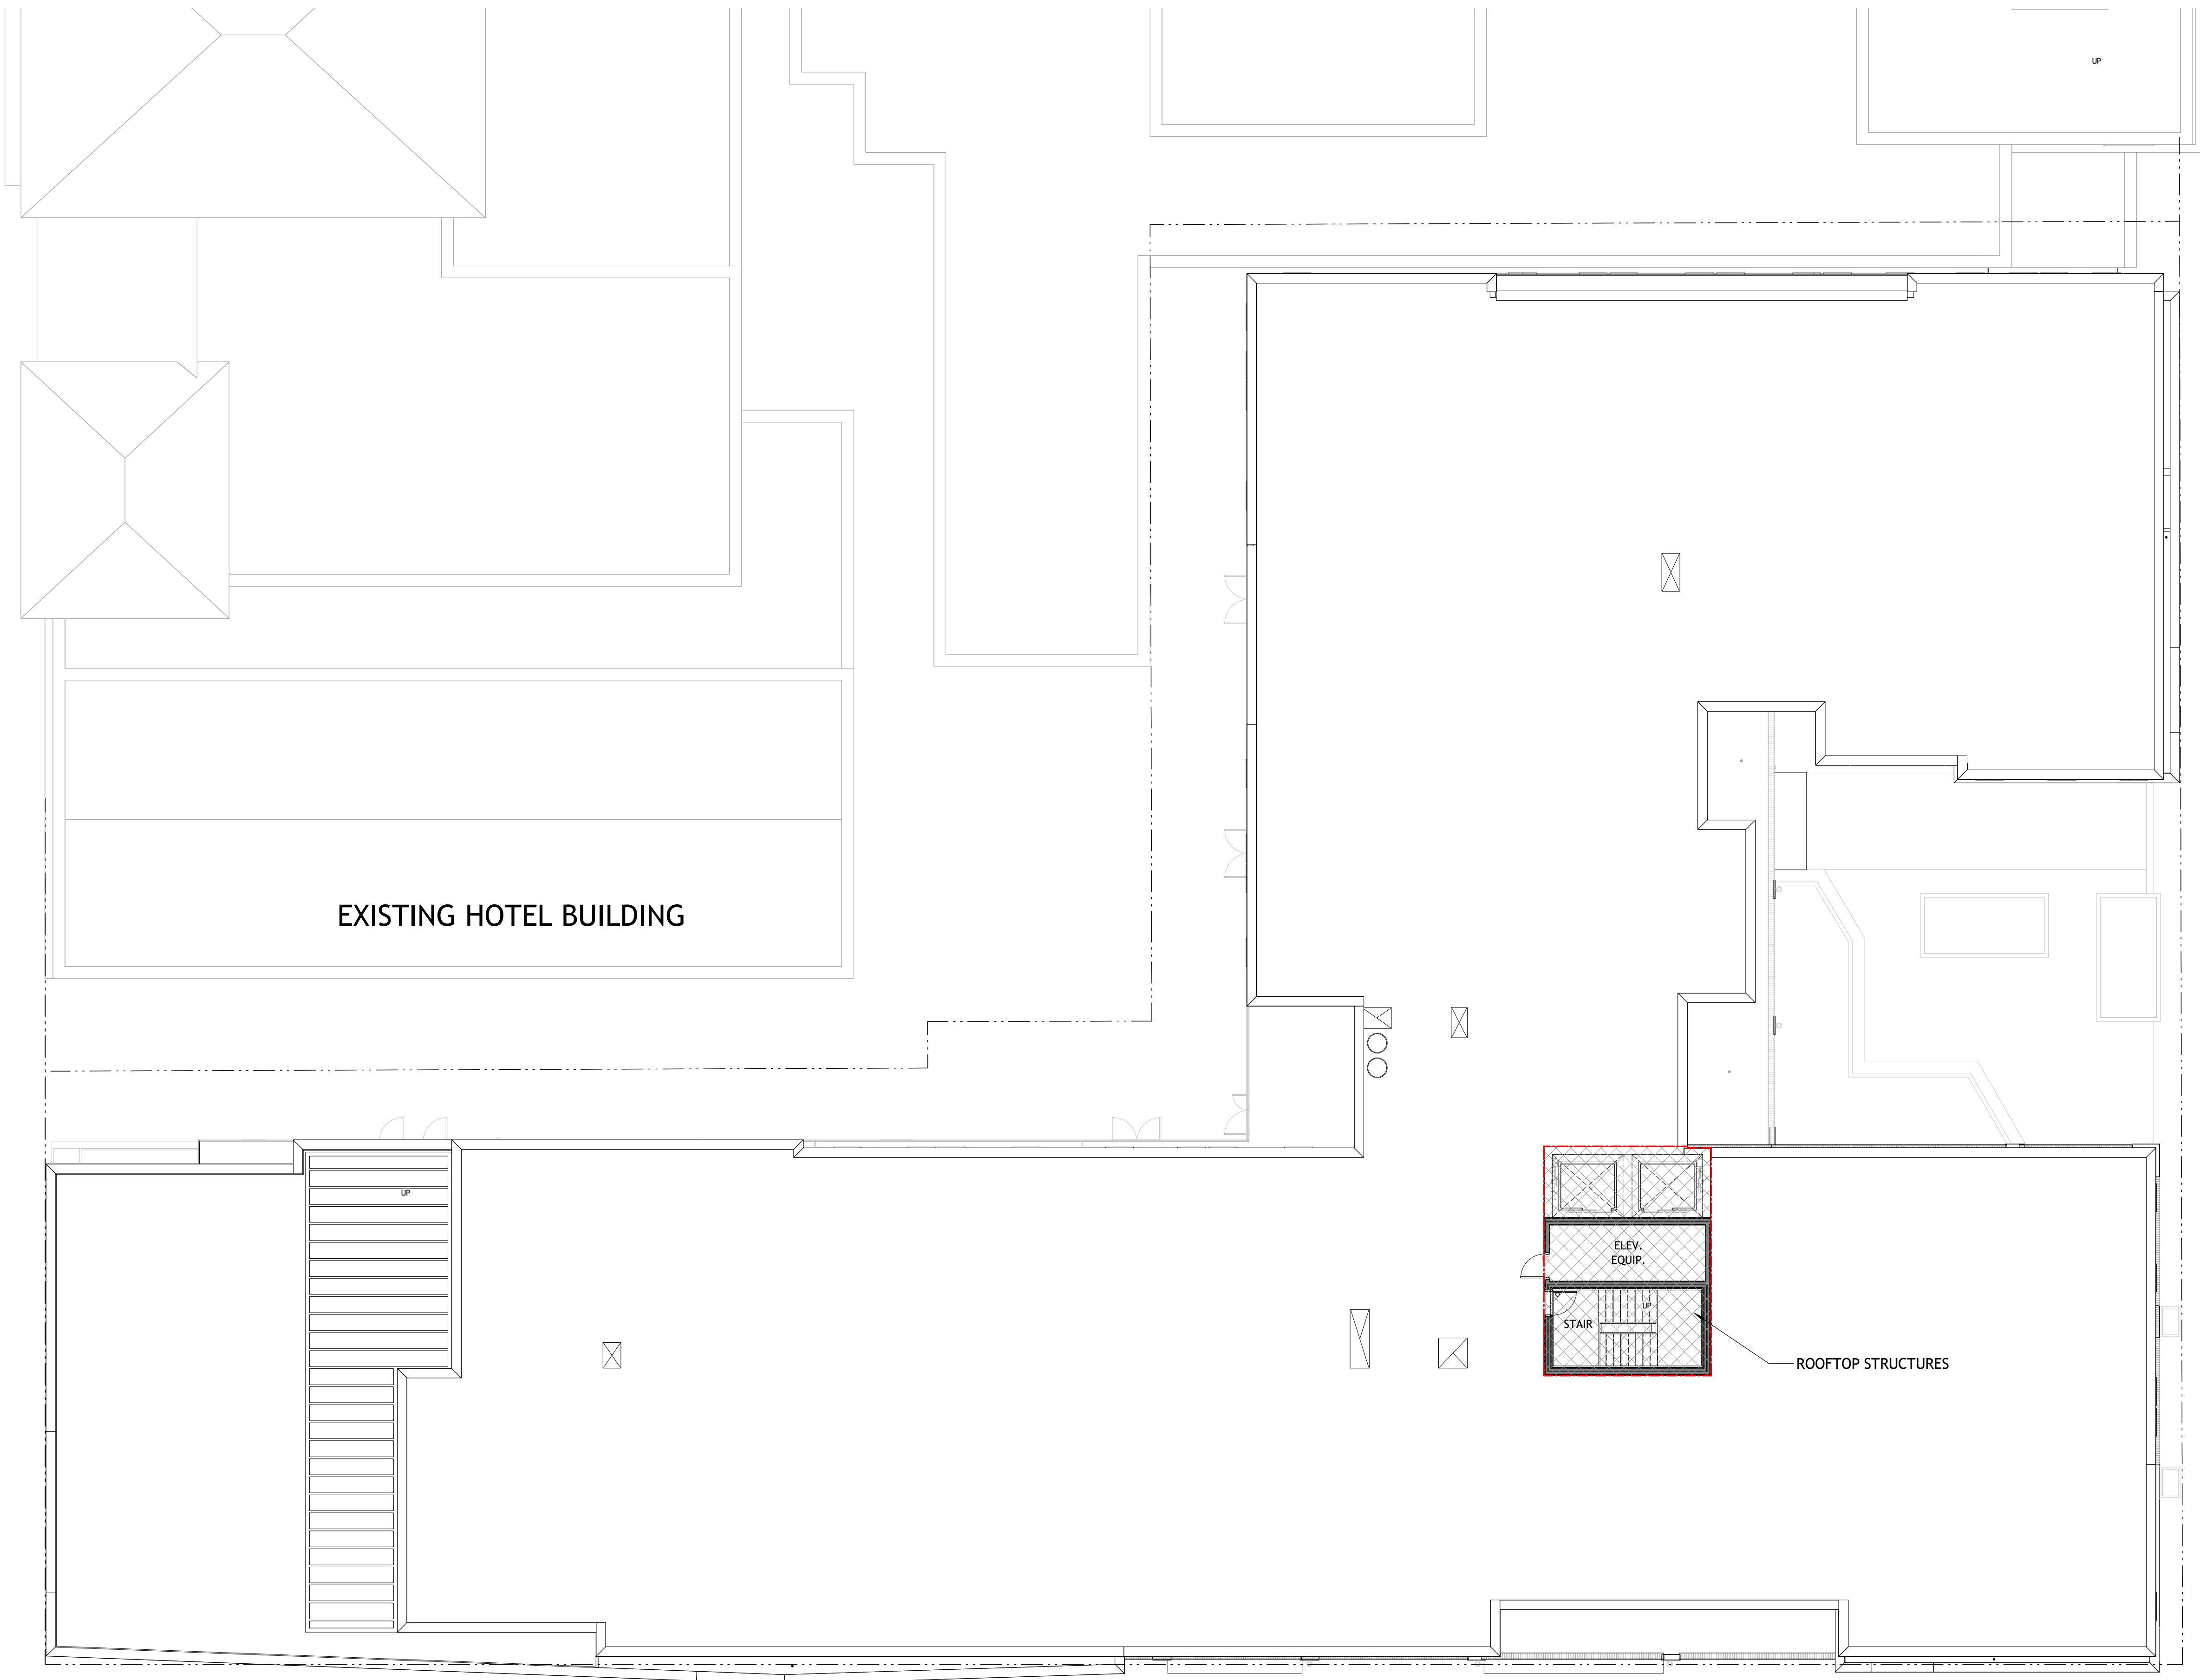 UP
EXISTING HOTEL BUILDING
UP
ELEV.
EQUIP.
UP
STAIR
ROOFTOP STRUCTURES